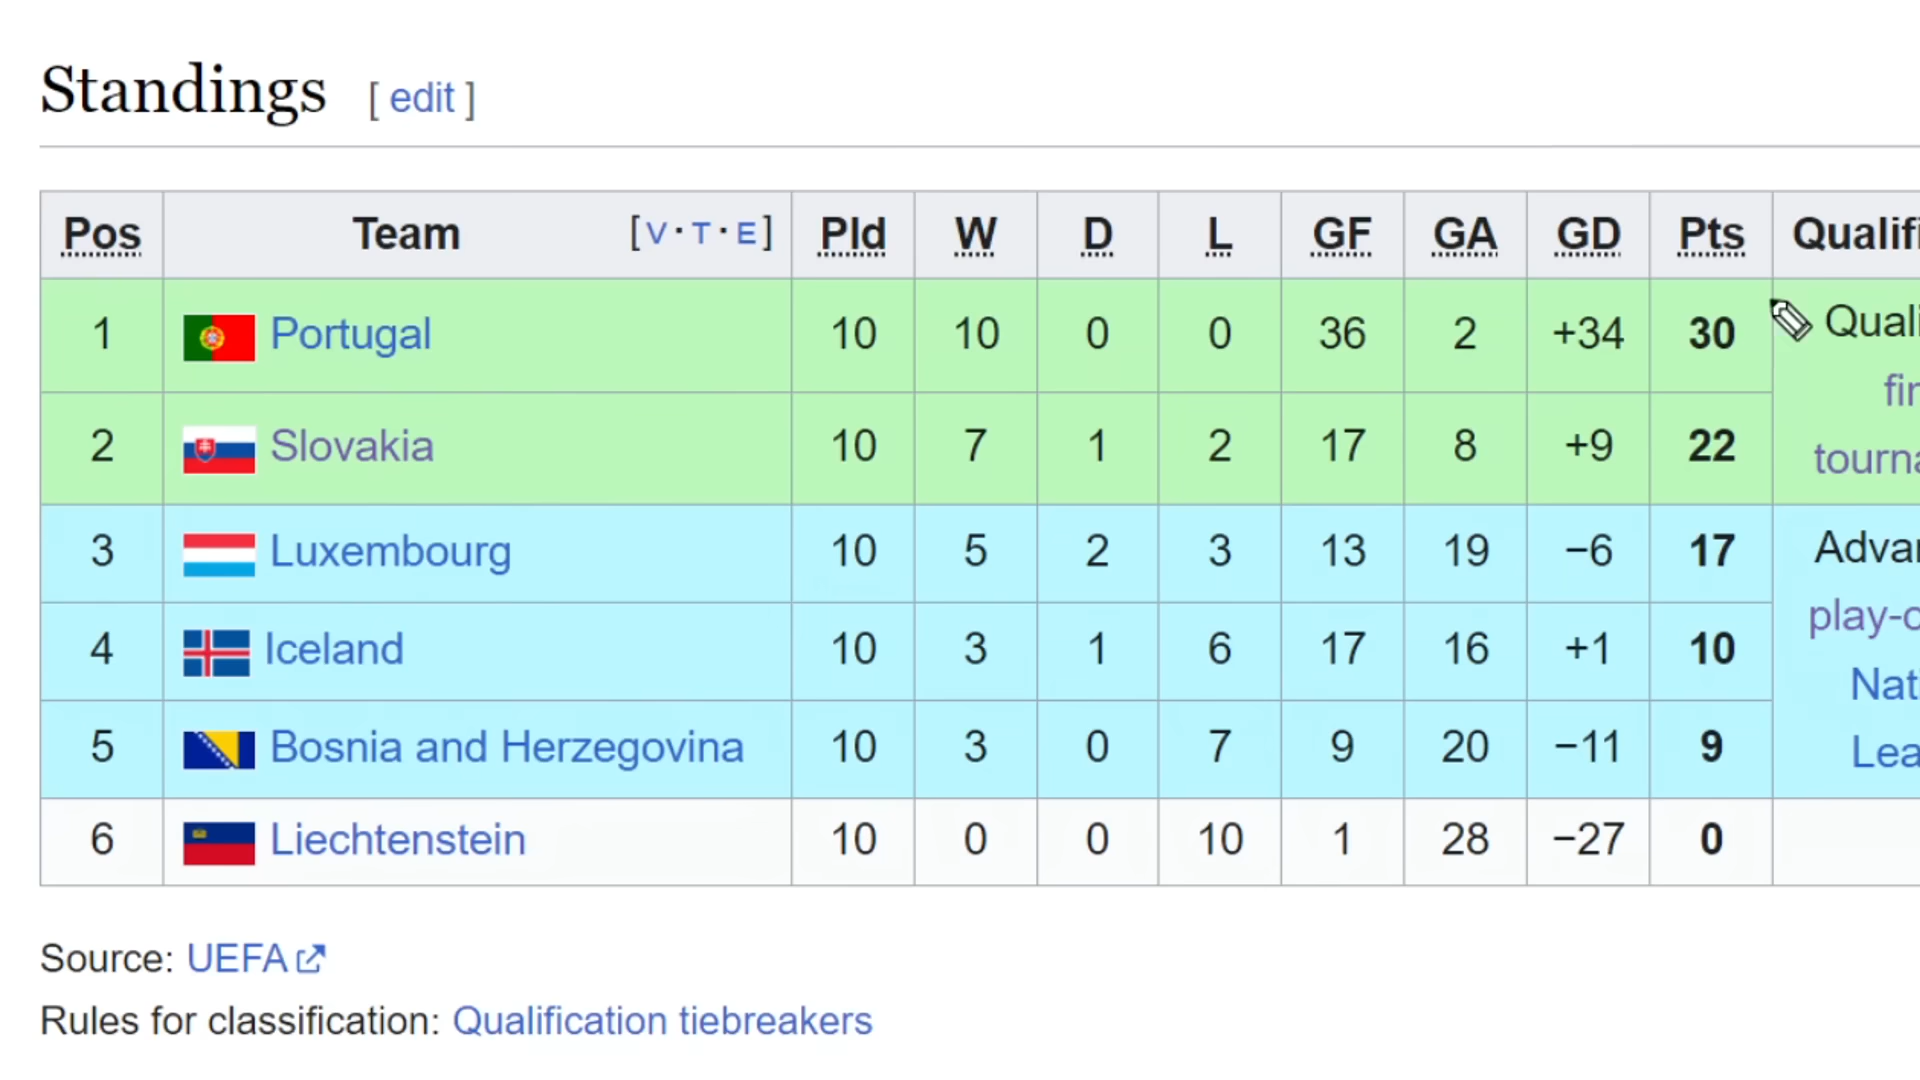 Standings [ edit ]
Pos Team [V·T·E] Pld W D L GF GA GD Pts Qualifi
1 Portugal 10 10 0 0 36 2 +34 30 Quali
fin
tourna
2 Slovakia 10 7 1 2 17 8 +9 22
3 Luxembourg 10 5 2 3 13 19 −6 17 Advan
play-o
4 Iceland 10 3 1 6 17 16 +1 10
Nati
5 Bosnia and Herzegovina 10 3 0 7 9 20 −11 9 Lea
6 Liechtenstein 10 0 0 10 1 28 −27 0
Source: UEFA
Rules for classification: Qualification tiebreakers